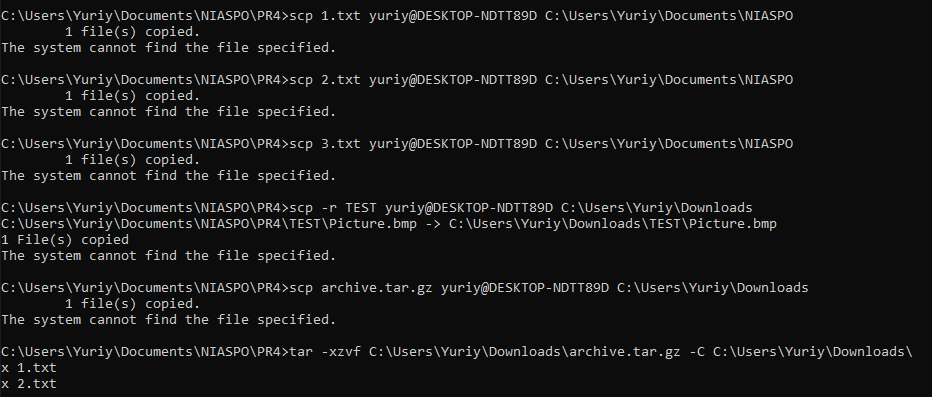 C:\Users\Yuriy\Documents\NIASPO\PR4>scp 1.txt yuriy@DESKTOP-NDTT89D C:\Users\Yuriy\Documents\NIASPO
        1 file(s) copied.
The system cannot find the file specified.
C:\Users\Yuriy\Documents\NIASPO\PR4>scp 2.txt yuriy@DESKTOP-NDTT89D C:\Users\Yuriy\Documents\NIASPO
        1 file(s) copied.
The system cannot find the file specified.
C:\Users\Yuriy\Documents\NIASPO\PR4>scp 3.txt yuriy@DESKTOP-NDTT89D C:\Users\Yuriy\Documents\NIASPO
        1 file(s) copied.
The system cannot find the file specified.
C:\Users\Yuriy\Documents\NIASPO\PR4>scp -r TEST yuriy@DESKTOP-NDTT89D C:\Users\Yuriy\Downloads
C:\Users\Yuriy\Documents\NIASPO\PR4\TEST\Picture.bmp -> C:\Users\Yuriy\Downloads\TEST\Picture.bmp
1 File(s) copied
The system cannot find the file specified.
C:\Users\Yuriy\Documents\NIASPO\PR4>scp archive.tar.gz yuriy@DESKTOP-NDTT89D C:\Users\Yuriy\Downloads
        1 file(s) copied.
The system cannot find the file specified.
C:\Users\Yuriy\Documents\NIASPO\PR4>tar -xzvf C:\Users\Yuriy\Downloads\archive.tar.gz -C C:\Users\Yuriy\Downloads\
x 1.txt
x 2.txt